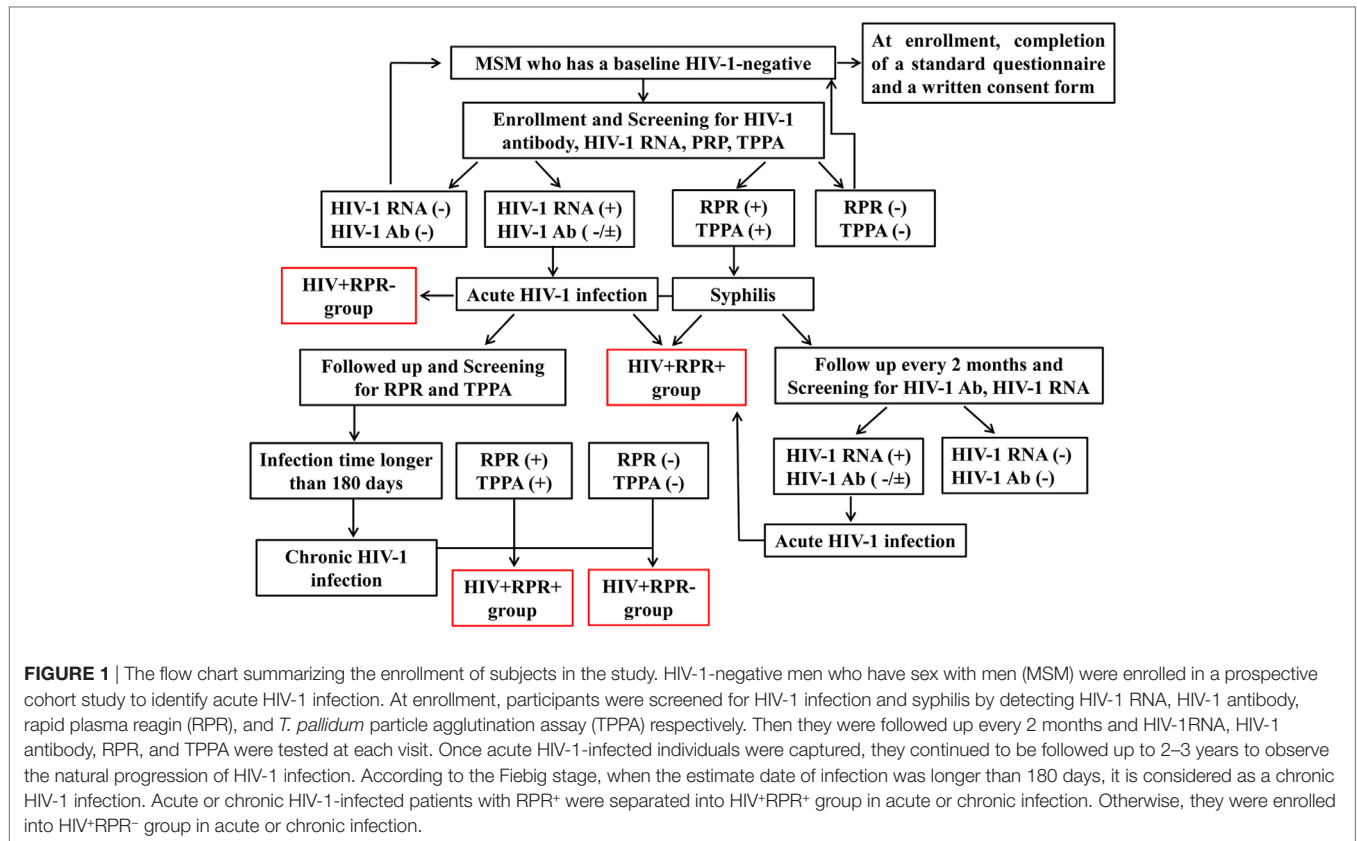 MSM who has a baseline HIV-1-negative
At enrollment, completion
of a standard questionnaire
and a written consent form
Enrollment and Screening for HIV-1
antibody, HIV-1 RNA, PRP, TPPA
HIV-1 RNA (-)
HIV-1 Ab (-)
HIV-1 RNA (+)
HIV-1 Ab ( -/±)
RPR (+)
TPPA (+)
RPR (-)
TPPA (-)
HIV+RPR-
group
Acute HIV-1 infection
Syphilis
Followed up and Screening
for RPR and TPPA
HIV+RPR+
group
Follow up every 2 months and
Screening for HIV-1 Ab, HIV-1 RNA
Infection time longer
than 180 days
RPR (+)
TPPA (+)
RPR (-)
TPPA (-)
HIV-1 RNA (+)
HIV-1 Ab ( -/±)
HIV-1 RNA (-)
HIV-1 Ab (-)
Chronic HIV-1
infection
Acute HIV-1 infection
HIV+RPR+
group
HIV+RPR-
group
FIGURE 1 | The flow chart summarizing the enrollment of subjects in the study. HIV-1-negative men who have sex with men (MSM) were enrolled in a prospective
cohort study to identify acute HIV-1 infection. At enrollment, participants were screened for HIV-1 infection and syphilis by detecting HIV-1 RNA, HIV-1 antibody,
rapid plasma reagin (RPR), and T. pallidum particle agglutination assay (TPPA) respectively. Then they were followed up every 2 months and HIV-1RNA, HIV-1
antibody, RPR, and TPPA were tested at each visit. Once acute HIV-1-infected individuals were captured, they continued to be followed up to 2–3 years to observe
the natural progression of HIV-1 infection. According to the Fiebig stage, when the estimate date of infection was longer than 180 days, it is considered as a chronic
HIV-1 infection. Acute or chronic HIV-1-infected patients with RPR⁺ were separated into HIV⁺RPR⁺ group in acute or chronic infection. Otherwise, they were enrolled
into HIV⁺RPR⁻ group in acute or chronic infection.